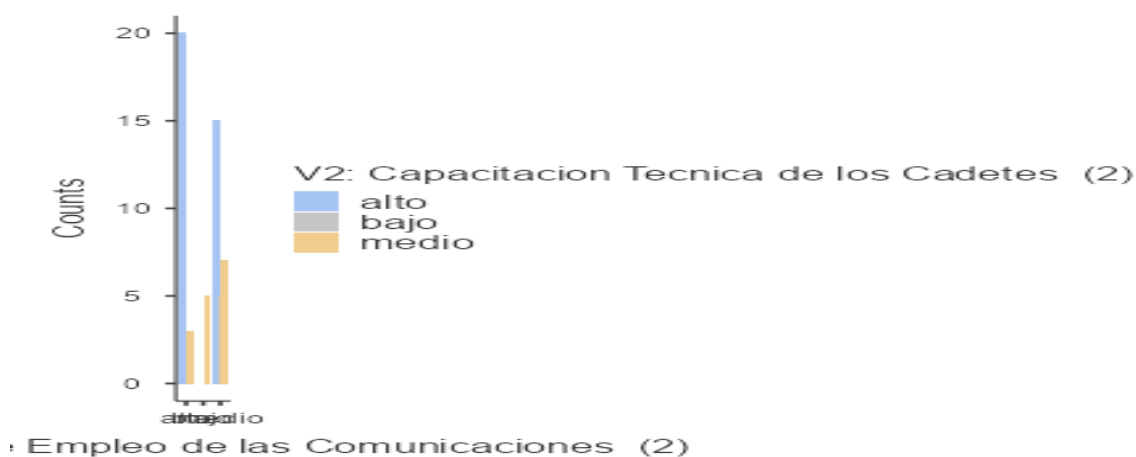 20
15
10
5
0
Counts
V2: Capacitacion Tecnica de los Cadetes (2)
alto
bajo
medio
Empleo de las Comunicaciones (2)